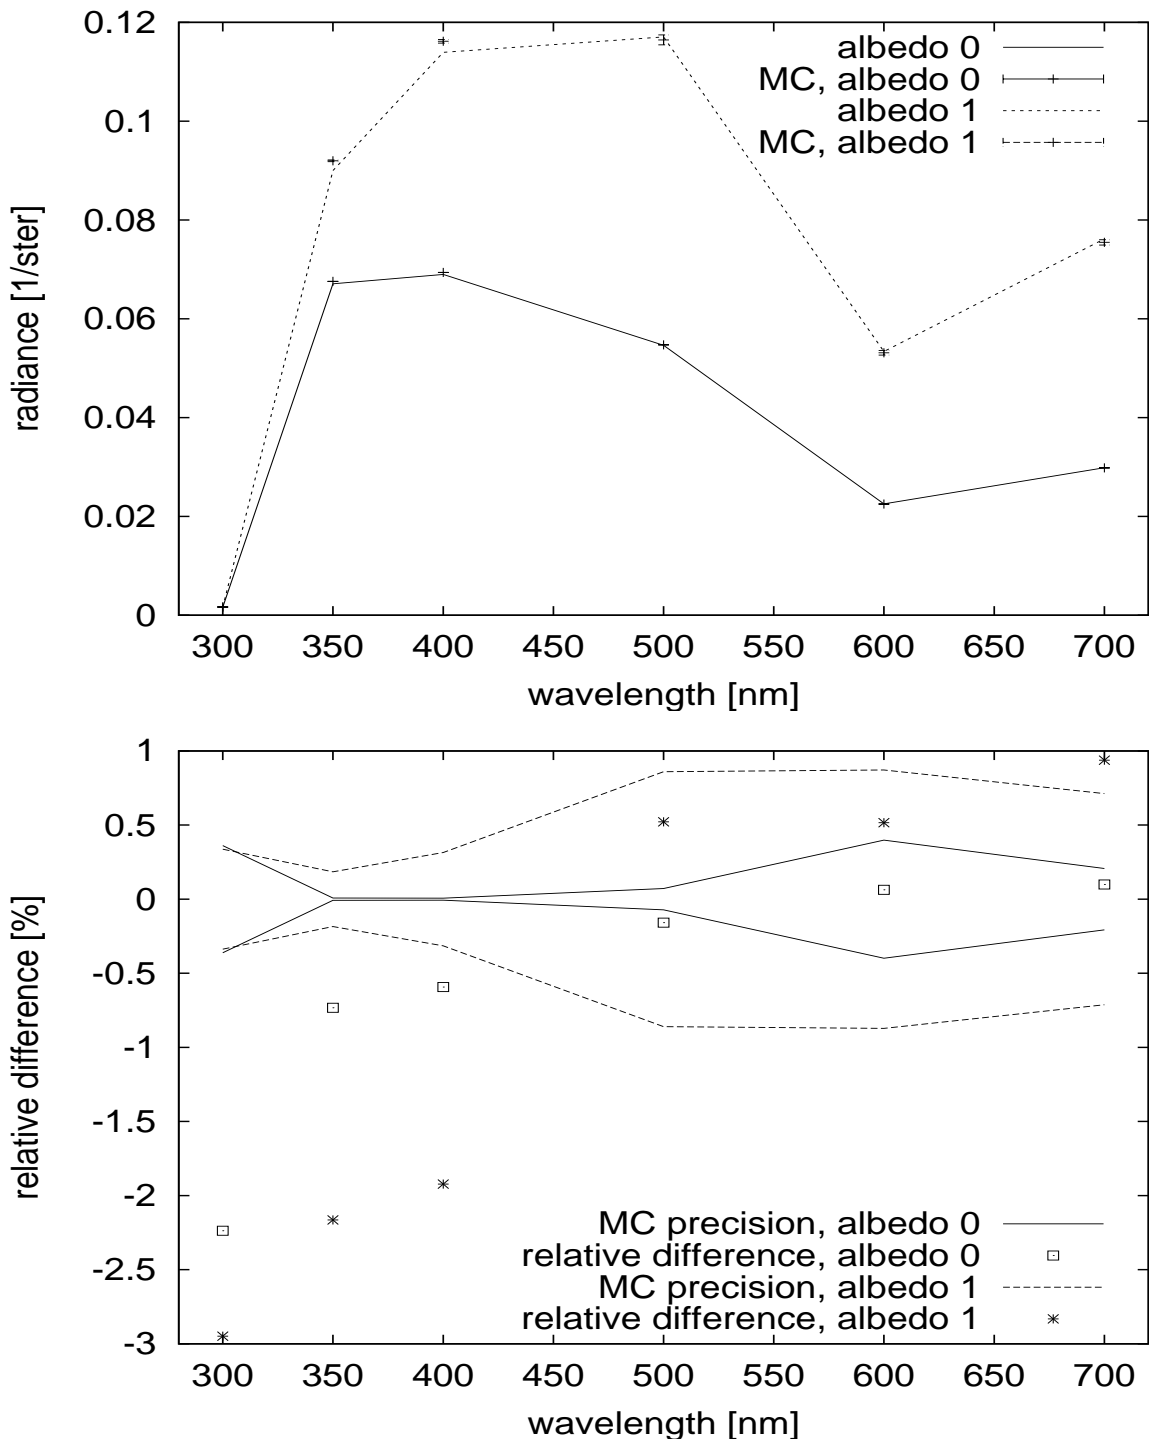 0.12
0.1
0.08
0.06
0.04
0.02
0
radiance [1/ster]
albedo 0
MC, albedo 0
albedo 1
MC, albedo 1
300 350 400 450 500 550 600 650 700
wavelength [nm]
1
0.5
0
-0.5
-1
-1.5
-2
-2.5
-3
relative difference [%]
MC precision, albedo 0
relative difference, albedo 0
MC precision, albedo 1
relative difference, albedo 1
300 350 400 450 500 550 600 650 700
wavelength [nm]